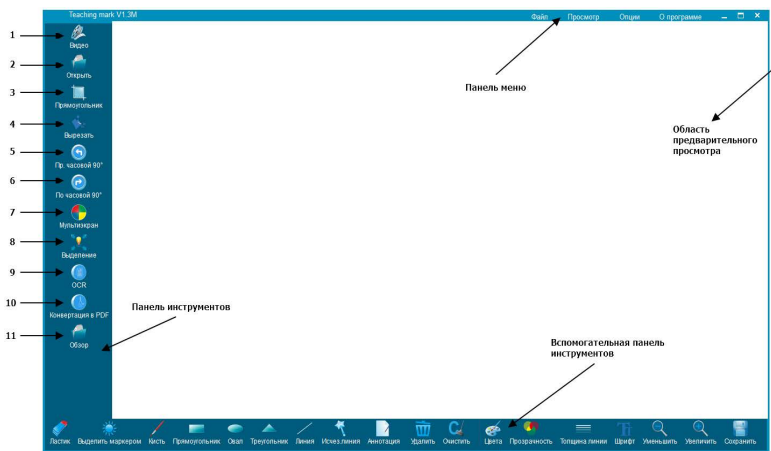 Teaching mark V1.3M
Файл Просмотр Опции О программе
1
Видео
2
Открыть
3
Прямоугольник
4
Вырезать
5
Пр. часовой 90°
6
По часовой 90°
7
Мультиэкран
8
Выделение
9
OCR
10
Конвертация в PDF
11
Обзор
Панель меню
Область
предварительного
просмотра
Панель инструментов
Вспомогательная панель
инструментов
Ластик Выделить маркером Кисть Прямоугольник Овал Треугольник Линия Исчез.линия Аннотация Удалить Очистить Цвета Прозрачность Толщина линии Шрифт Уменьшить Увеличить Сохранить